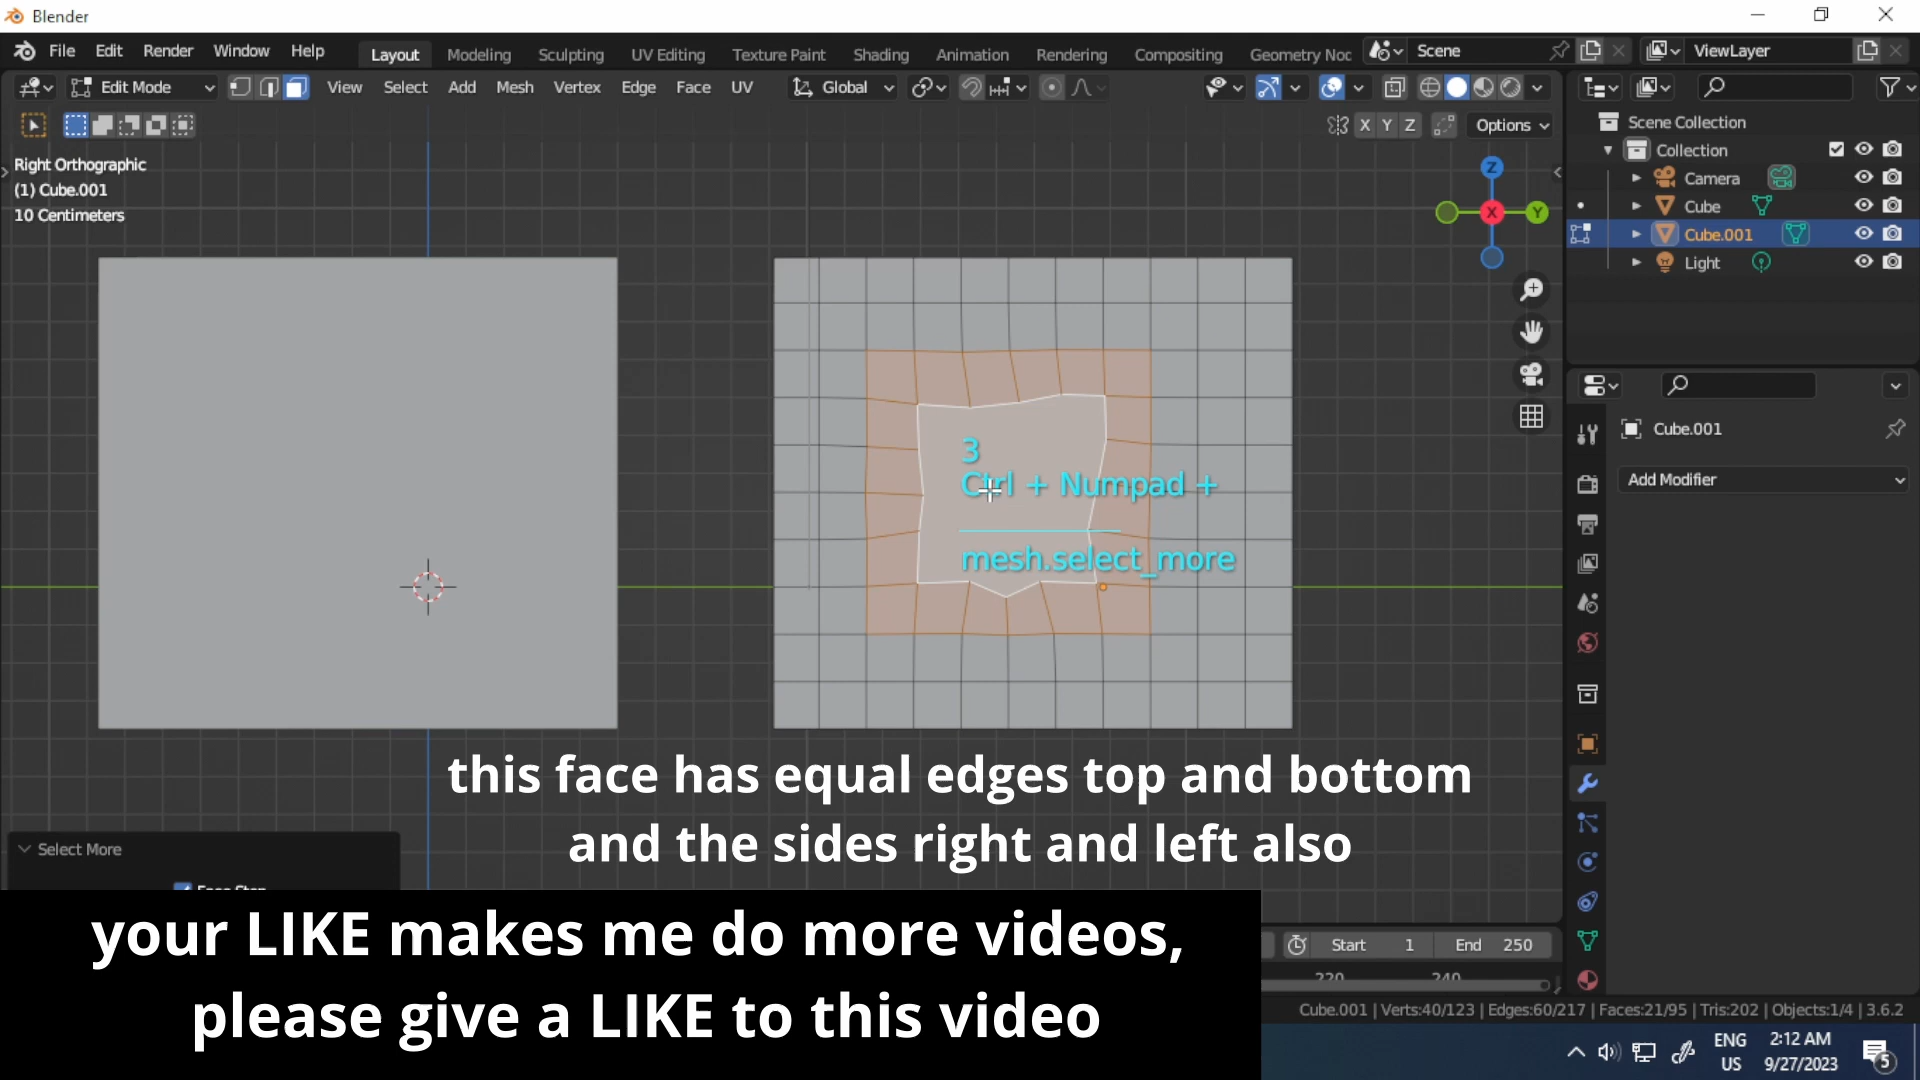 Blender
File Edit Render Window Help Layout Modeling Sculpting UV Editing Texture Paint Shading Animation Rendering Compositing Geometry Noc Scene ViewLayer
Edit Mode View Select Add Mesh Vertex Edge Face UV Global
X Y Z Options
Scene Collection
Collection
Camera
Cube
Cube.001
Light
Right Orthographic
(1) Cube.001
10 Centimeters
Z
X
Y
Cube.001
Add Modifier
3
Ctrl + Numpad +
mesh.select_more
this face has equal edges top and bottom
and the sides right and left also
Select More
your LIKE makes me do more videos,
please give a LIKE to this video
Start 1 End 250
220 240
Cube.001 | Verts:40/123 | Edges:60/217 | Faces:21/95 | Tris:202 | Objects:1/4 | 3.6.2
ENG
US
2:12 AM
9/27/2023
5